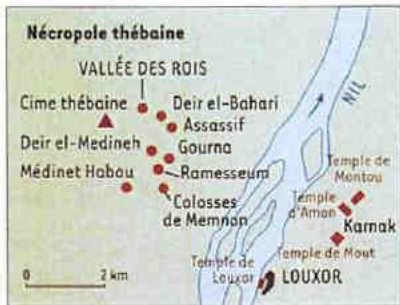 Nécropole thébaine
VALLÉE DES ROIS
Cime thébaine
Deir el-Bahari
Assassif
Deir el-Medineh
Gourna
Médinet Habou
Ramesseum
Colosses
de Memnon
NIL
Temple de
Montou
Temple
d'Amon
Karnak
Temple de Mout
Temple de
Louxor
LOUXOR
0 2 km